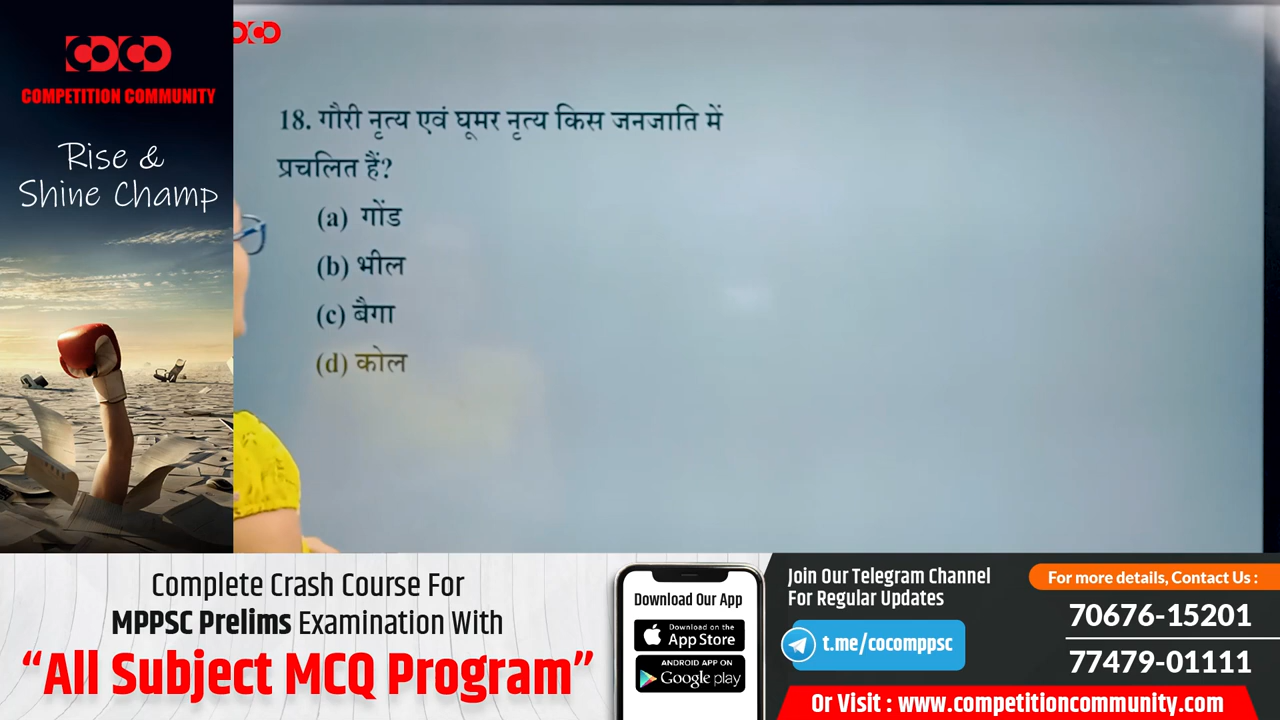 COCO
COMPETITION COMMUNITY
Rise &
Shine Champ
18. गौरी नृत्य एवं घूमर नृत्य किस जनजाति में
प्रचलित हैं?
(a) गोंड
(b) भील
(c) बैगा
(d) कोल
Complete Crash Course For
MPPSC Prelims Examination With
“All Subject MCQ Program”
Download Our App
Download on the
App Store
ANDROID APP ON
Google play
Join Our Telegram Channel
For Regular Updates
t.me/cocomppsc
For more details, Contact Us :
70676-15201
77479-01111
Or Visit : www.competitioncommunity.com